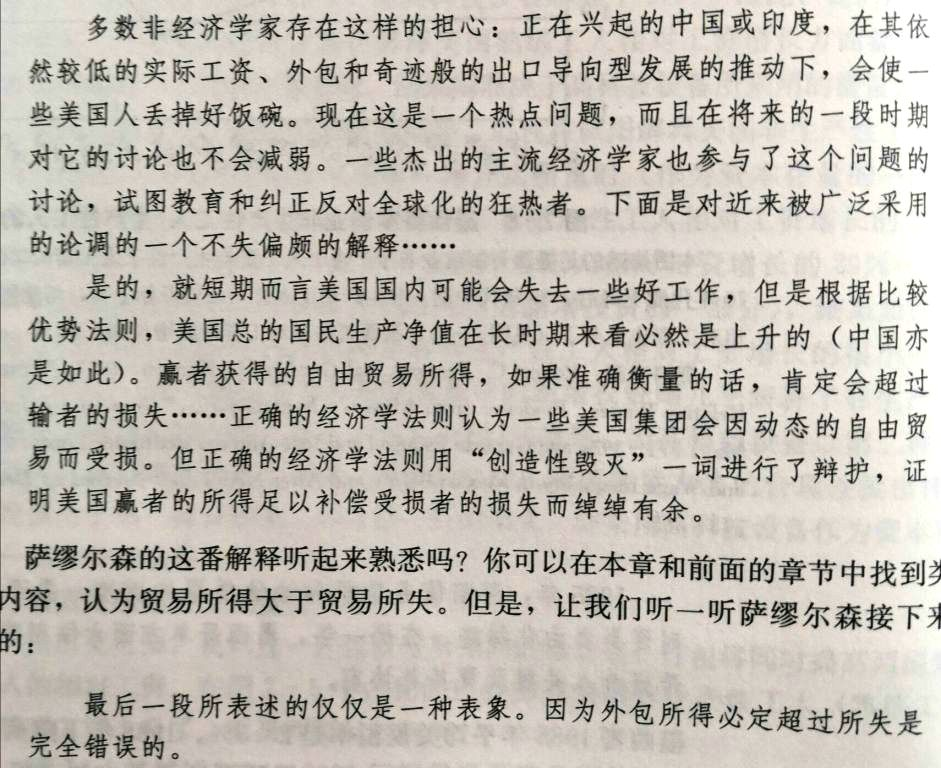 多数非经济学家存在这样的担心：正在兴起的中国或印度，在其依
然较低的实际工资、外包和奇迹般的出口导向型发展的推动下，会使一
些美国人丢掉好饭碗。现在这是一个热点问题，而且在将来的一段时期
对它的讨论也不会减弱。一些杰出的主流经济学家也参与了这个问题的
讨论，试图教育和纠正反对全球化的狂热者。下面是对近来被广泛采用
的论调的一个不失偏颇的解释……
是的，就短期而言美国国内可能会失去一些好工作，但是根据比较
优势法则，美国总的国民生产净值在长时期来看必然是上升的（中国亦
是如此）。赢者获得的自由贸易所得，如果准确衡量的话，肯定会超过
输者的损失……正确的经济学法则认为一些美国集团会因动态的自由贸
易而受损。但正确的经济学法则用“创造性毁灭”一词进行了辩护，证
明美国赢者的所得足以补偿受损者的损失而绰绰有余。
萨缪尔森的这番解释听起来熟悉吗？你可以在本章和前面的章节中找到类
内容，认为贸易所得大于贸易所失。但是，让我们听一听萨缪尔森接下来
的：
最后一段所表述的仅仅是一种表象。因为外包所得必定超过所失是
完全错误的。